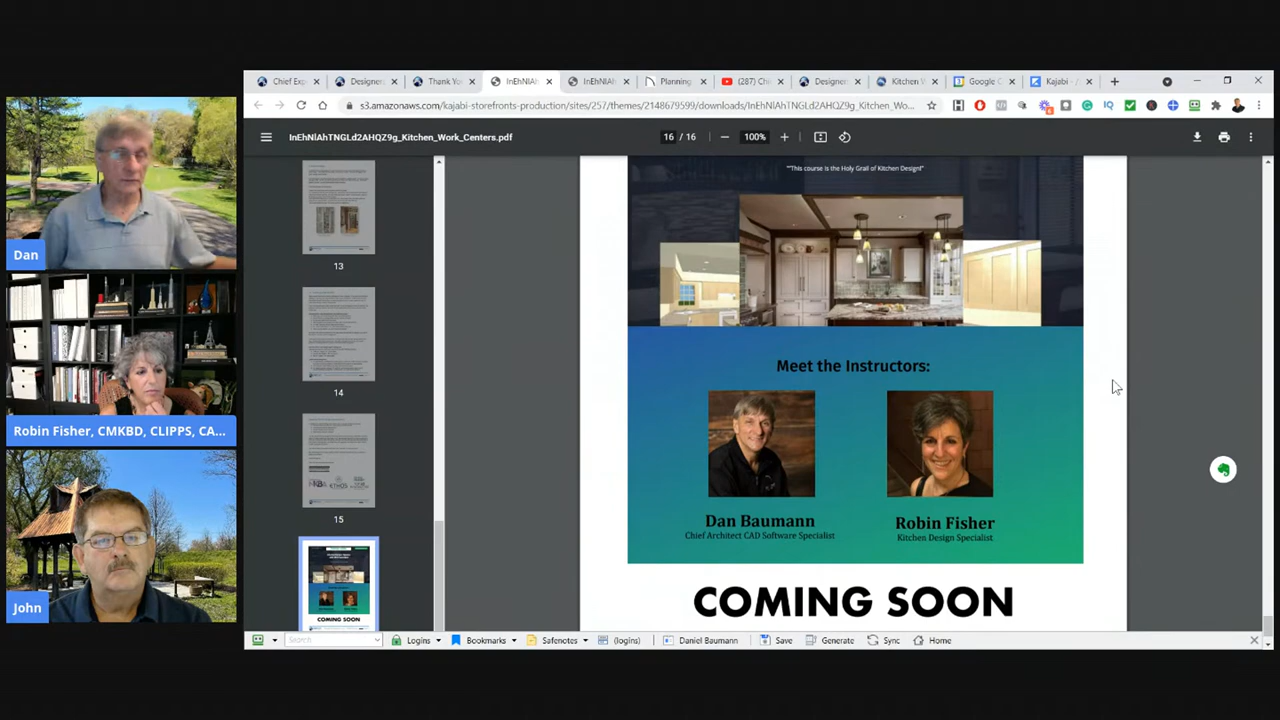 Chief Exp
Designer:
Thank Yo
InEhNlAh
InEhNlAh
Planning
(287) Chi
Designer:
Kitchen W
Google C
Kajabi - /
s3.amazonaws.com/kajabi-storefronts-production/sites/257/themes/2148679599/downloads/InEhNlAhTNGLd2AHQZ9g_Kitchen_Wo...
InEhNlAhTNGLd2AHQZ9g_Kitchen_Work_Centers.pdf
16 / 16
100%
""This course is the Holy Grail of Kitchen Design!"
Dan
13
Meet the Instructors:
14
Robin Fisher, CMKBD, CLIPPS, CA...
15
Dan Baumann
Robin Fisher
Chief Architect CAD Software Specialist
Kitchen Design Specialist
COMING SOON
COMING SOON
John
Search
Logins
Bookmarks
Safenotes
(logins)
Daniel Baumann
Save
Generate
Sync
Home